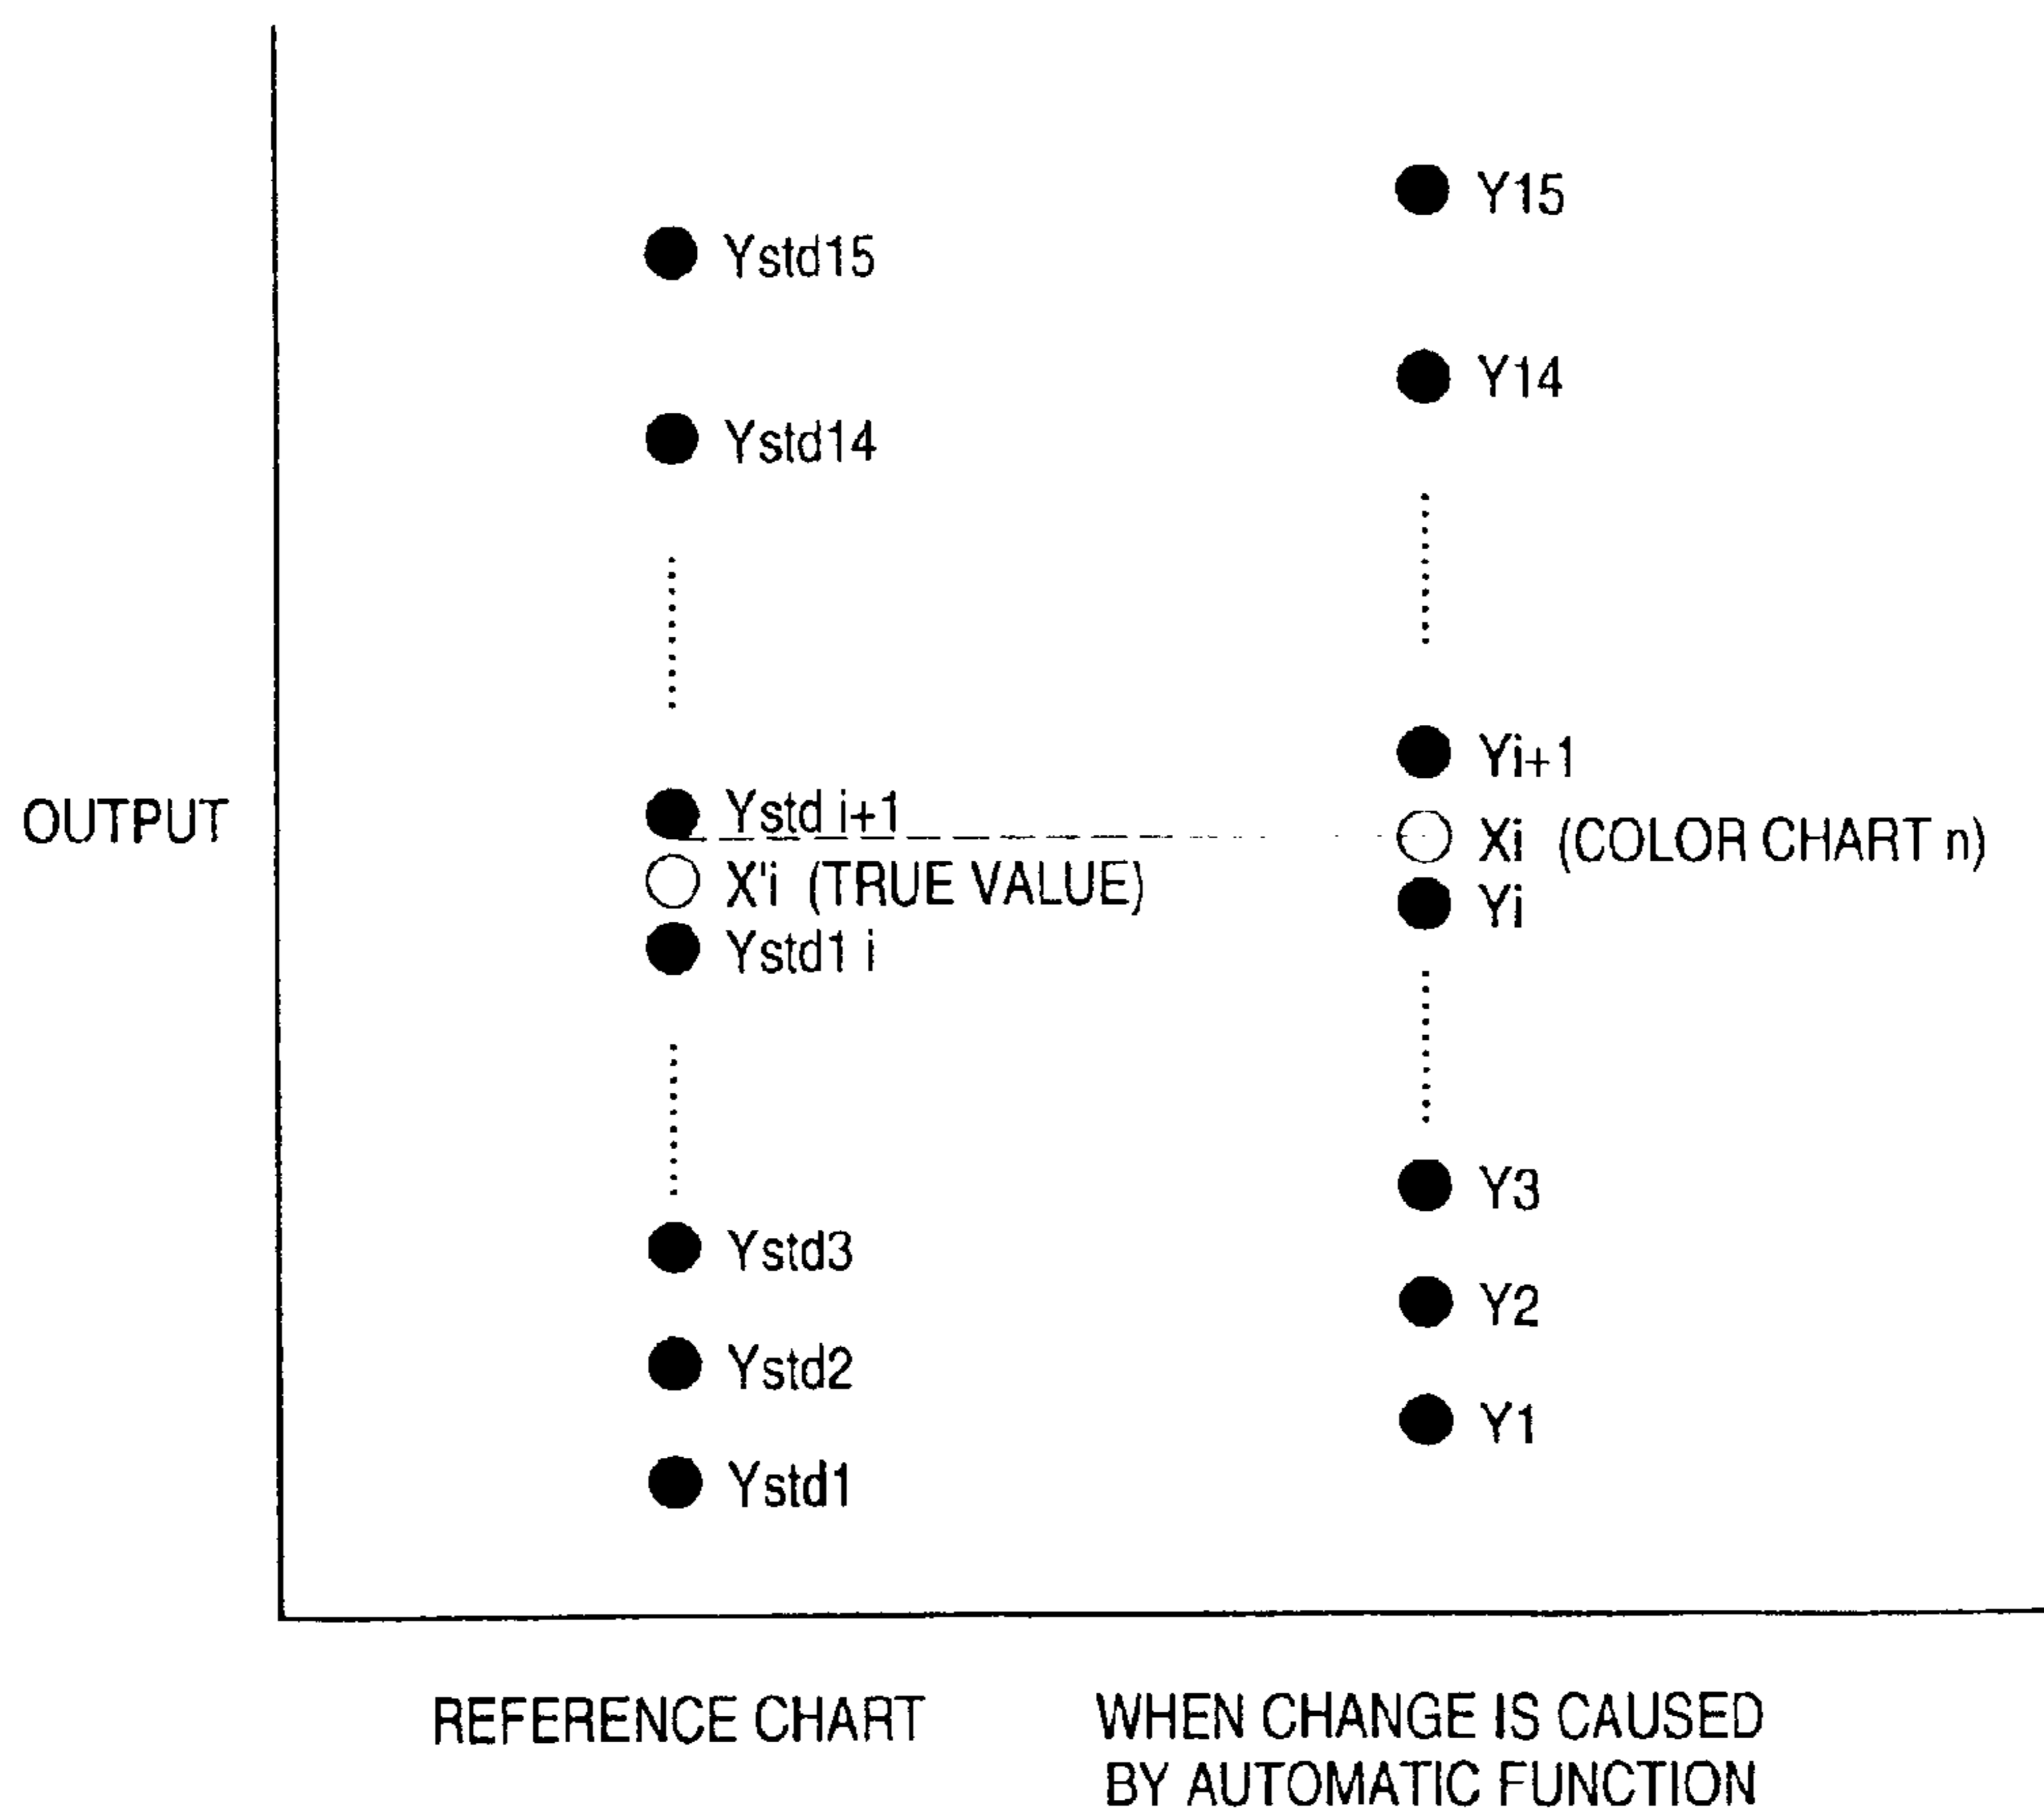 Y15
Ystd15
Y14
Ystd14
Yi+1
OUTPUT
Ystd i+1
Xi (COLOR CHART n)
X'i (TRUE VALUE)
Yi
Ystd1 i
Y3
Ystd3
Y2
Ystd2
Y1
Ystd1
REFERENCE CHART
WHEN CHANGE IS CAUSED
BY AUTOMATIC FUNCTION